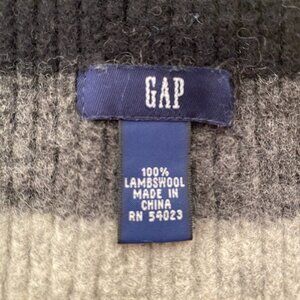 GAP
100%
LAMBSWOOL
MADE IN
CHINA
RN 54023